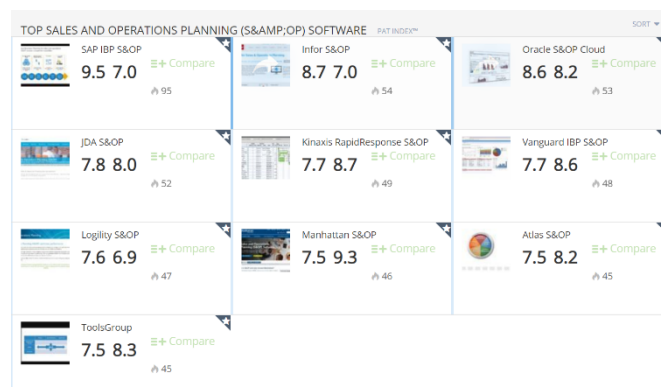 TOP SALES AND OPERATIONS PLANNING (S&AMP;OP) SOFTWARE PAT INDEX™ SORT
SAP IBP S&OP
9.5 7.0 Compare
95
Infor S&OP
8.7 7.0 Compare
54
Oracle S&OP Cloud
8.6 8.2 Compare
53
JDA S&OP
7.8 8.0 Compare
52
Kinaxis RapidResponse S&OP
7.7 8.7 Compare
49
Vanguard IBP S&OP
7.7 8.6 Compare
48
Logility S&OP
7.6 6.9 Compare
47
Manhattan S&OP
7.5 9.3 Compare
46
Atlas S&OP
7.5 8.2 Compare
45
ToolsGroup
7.5 8.3 Compare
45